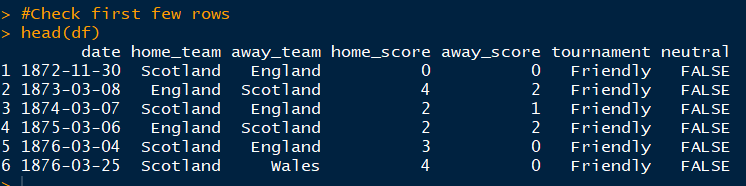 > #Check first few rows
> head(df)
        date home_team away_team home_score away_score tournament neutral
1 1872-11-30  Scotland   England          0          0   Friendly   FALSE
2 1873-03-08   England  Scotland          4          2   Friendly   FALSE
3 1874-03-07  Scotland   England          2          1   Friendly   FALSE
4 1875-03-06   England  Scotland          2          2   Friendly   FALSE
5 1876-03-04  Scotland   England          3          0   Friendly   FALSE
6 1876-03-25  Scotland     Wales          4          0   Friendly   FALSE
>